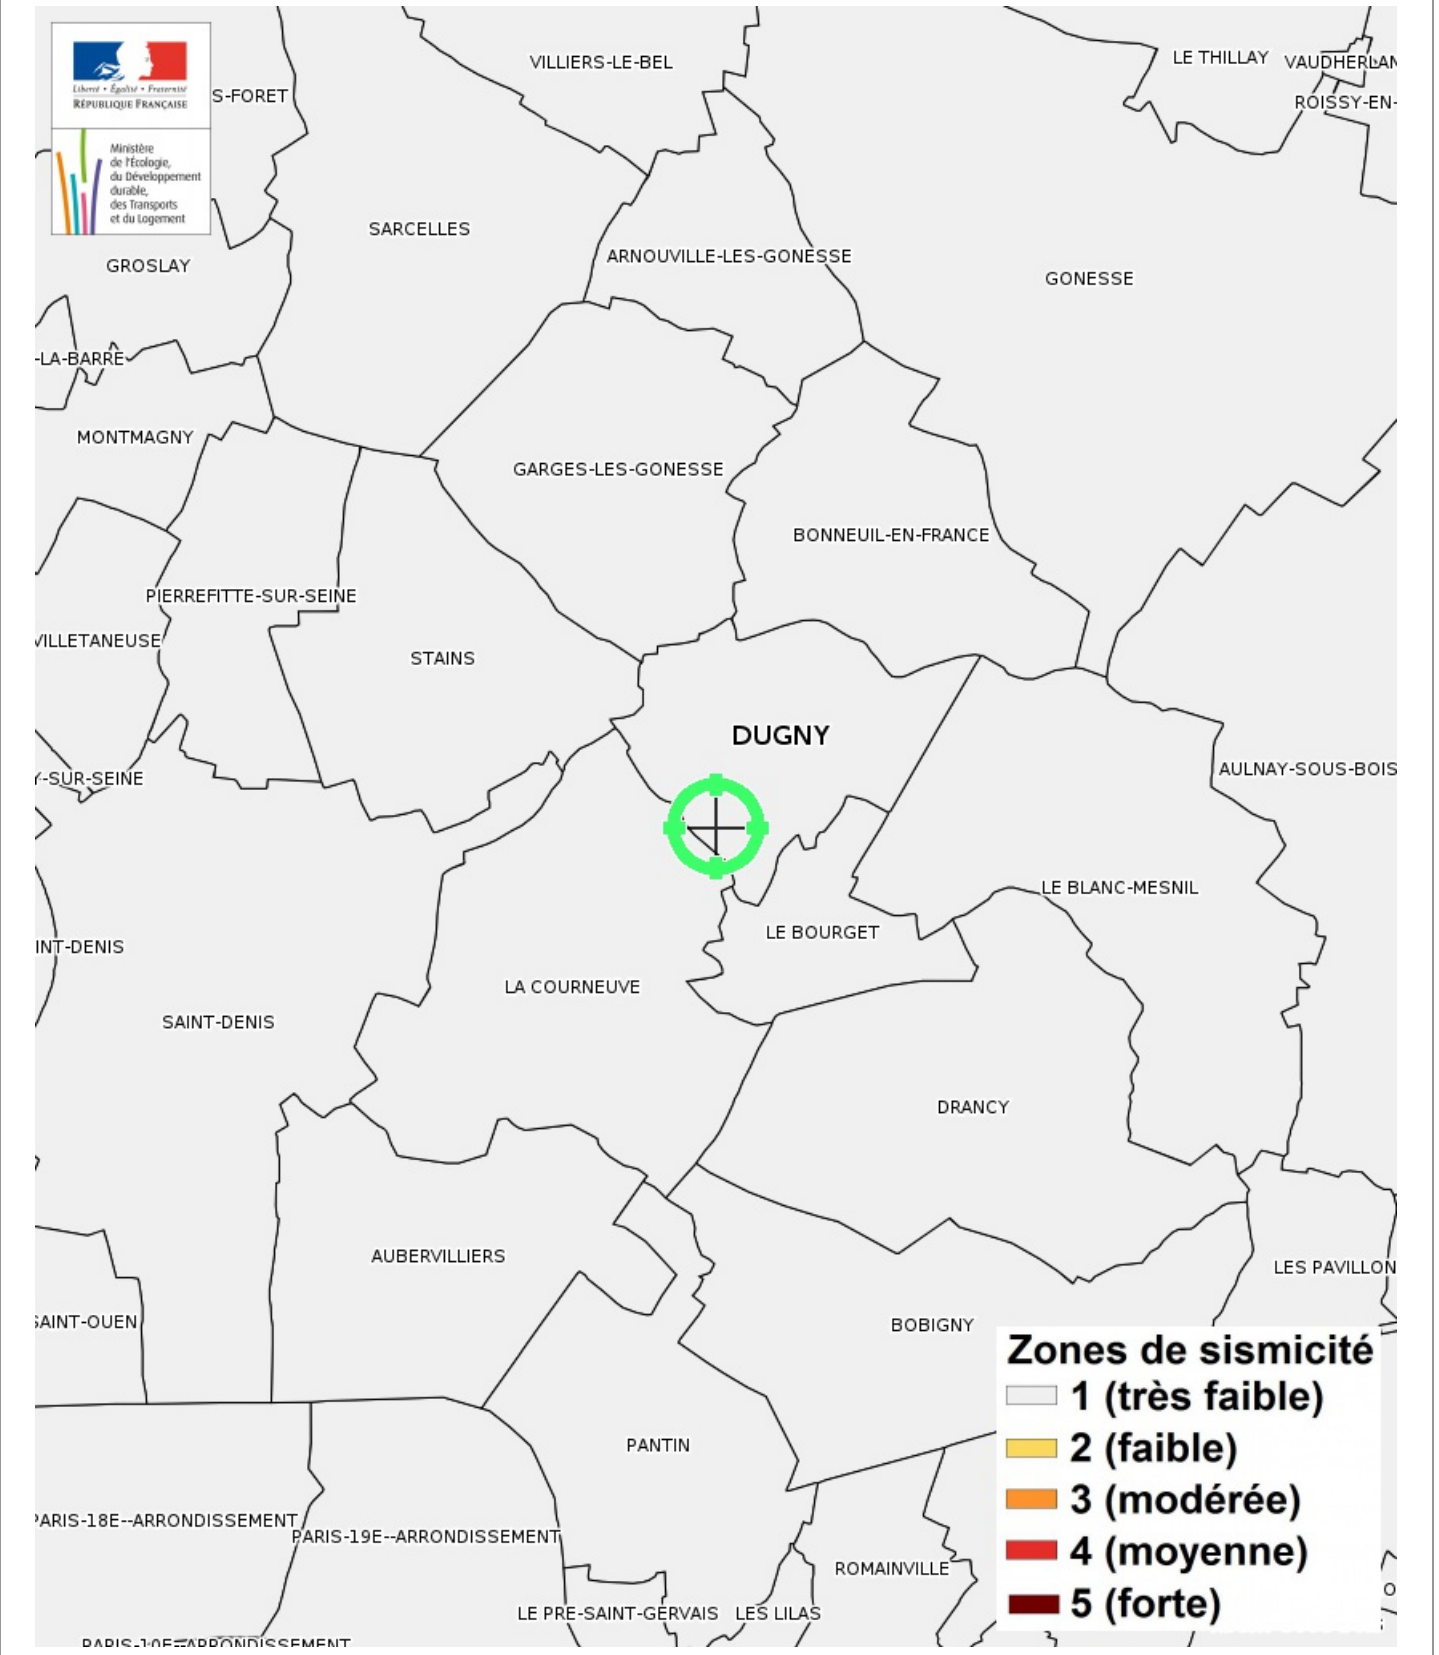 VILLIERS-LE-BEL
LE THILLAY
VAUDHERLAN
S-FORET
ROISSY-EN-
Liberté • Égalité • Fraternité
RÉPUBLIQUE FRANÇAISE
Ministère
de l'Écologie,
du Développement
durable,
des Transports
et du Logement
SARCELLES
ARNOUVILLE-LES-GONESSE
GROSLAY
GONESSE
-LA-BARRE
MONTMAGNY
GARGES-LES-GONESSE
BONNEUIL-EN-FRANCE
PIERREFITTE-SUR-SEINE
VILLETANEUSE
STAINS
DUGNY
AULNAY-SOUS-BOIS
Y-SUR-SEINE
LE BLANC-MESNIL
LE BOURGET
INT-DENIS
LA COURNEUVE
SAINT-DENIS
DRANCY
AUBERVILLIERS
LES PAVILLON
SAINT-OUEN
BOBIGNY
Zones de sismicité
1 (très faible)
2 (faible)
3 (modérée)
4 (moyenne)
5 (forte)
PANTIN
PARIS-18E--ARRONDISSEMENT
PARIS-19E--ARRONDISSEMENT
ROMAINVILLE
LE PRE-SAINT-GERVAIS
LES LILAS
PARIS-10E--ARRONDISSEMENT